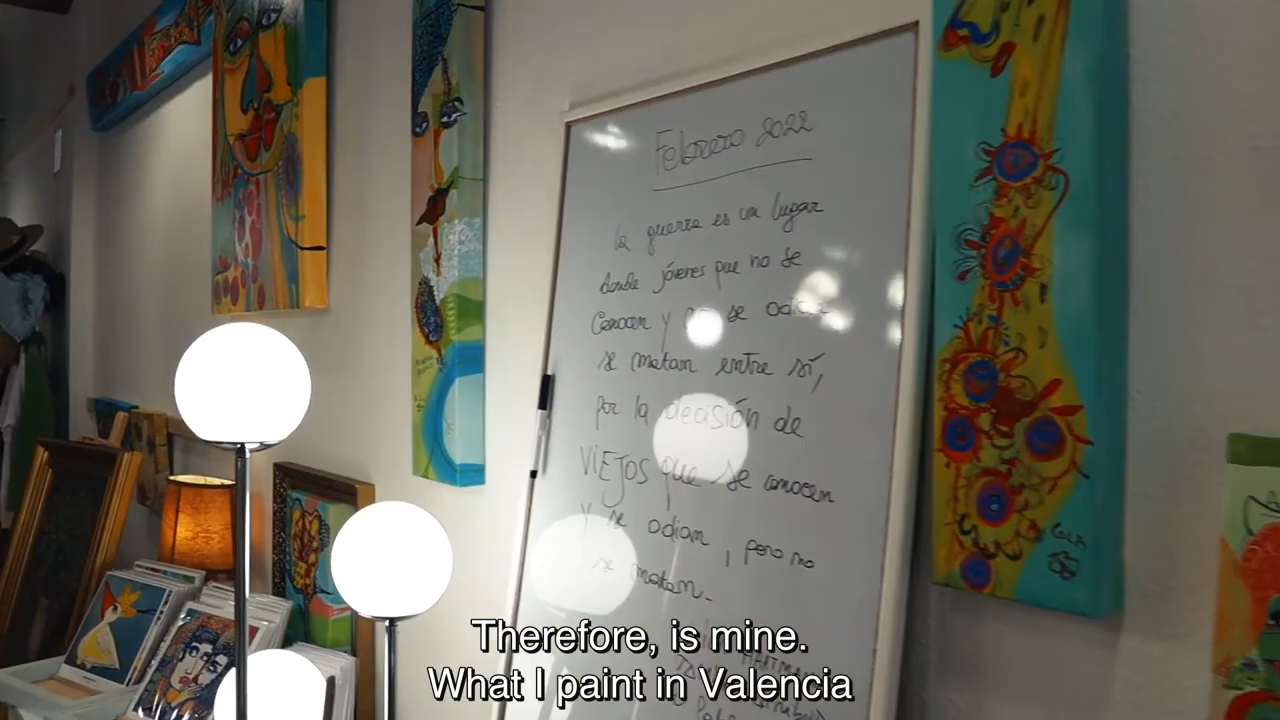 Febrero 2022
la guerra es un lugar
donde jóvenes que no se
conocen y no se odian
se matan entre sí,
por la decisión de
VIEJOS que se conocen
y se odian, pero no
se matan.
COLA
Therefore, is mine.
What I paint in Valencia